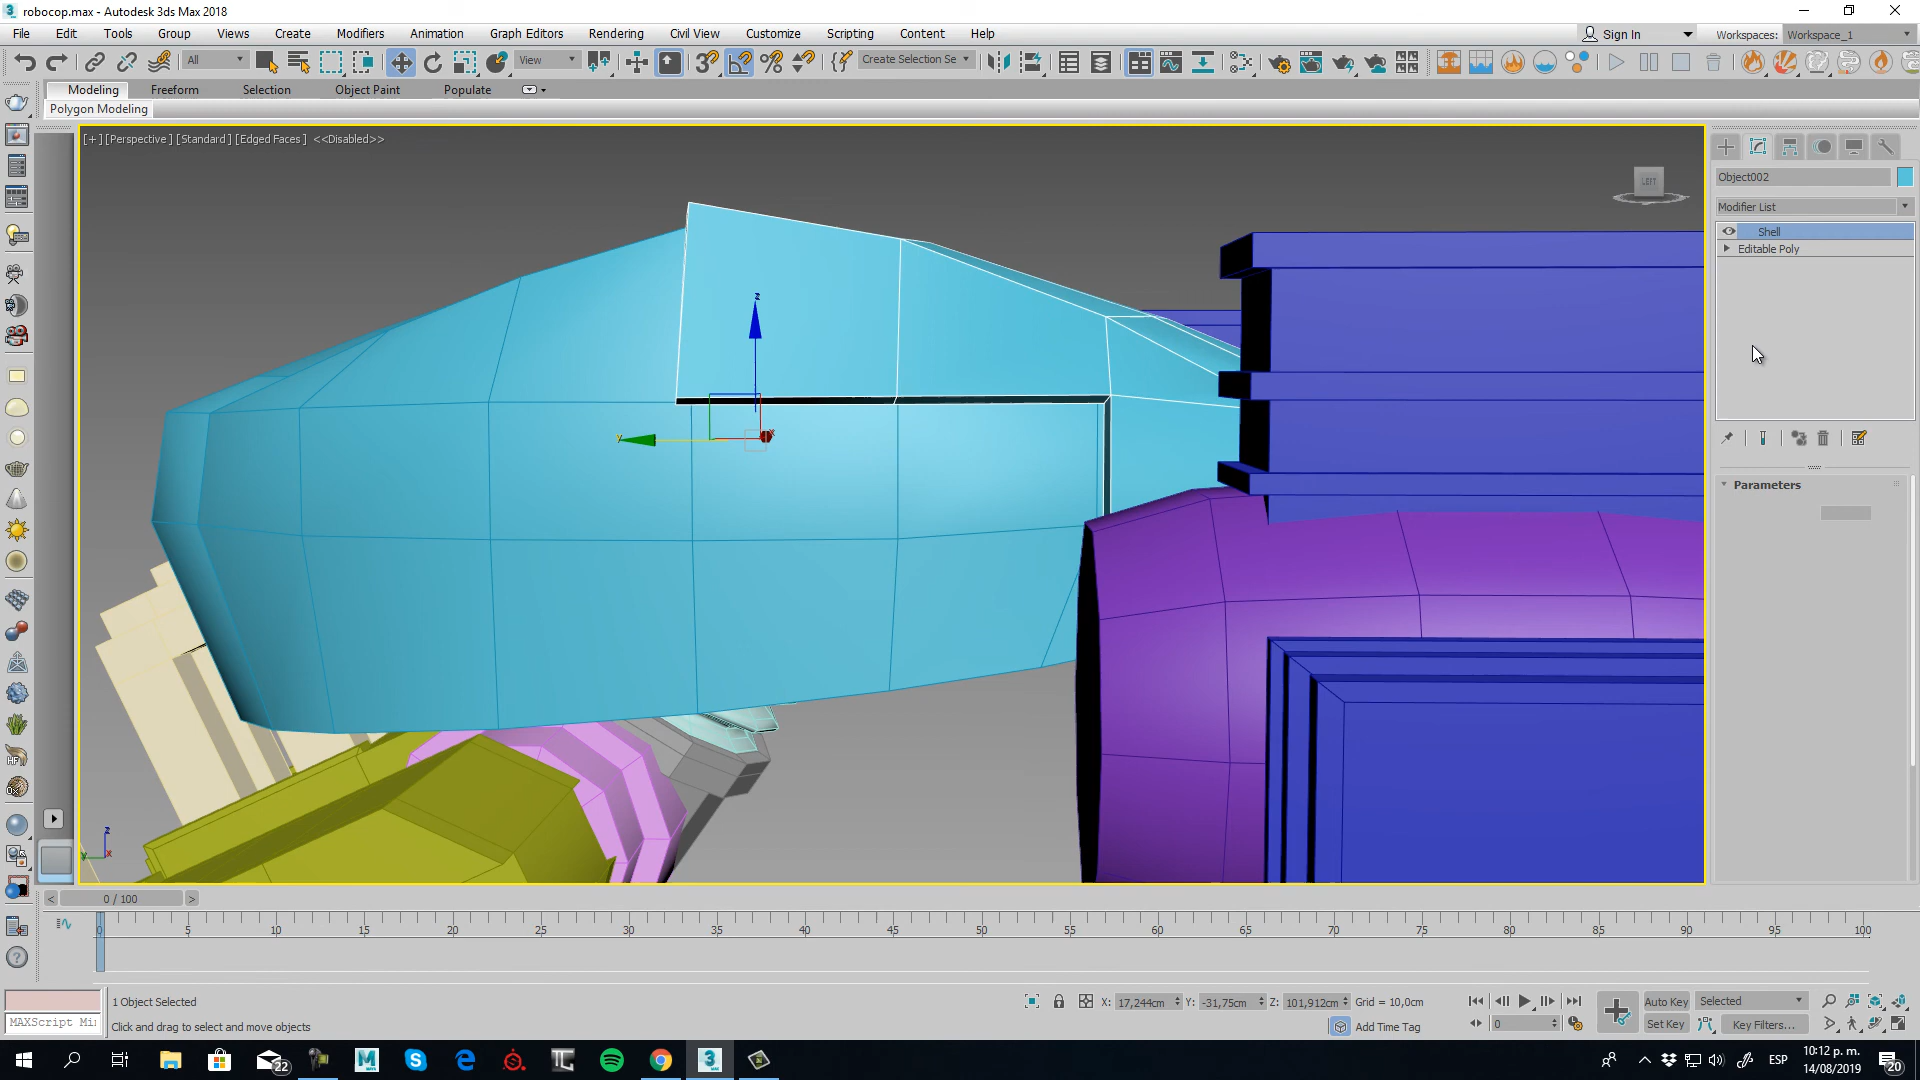 robocop.max - Autodesk 3ds Max 2018
File Edit Tools Group Views Create Modifiers Animation Graph Editors Rendering Civil View Customize Scripting Content Help
Sign In
Workspaces: Workspace_1
All
View
Create Selection Se
Modeling Freeform Selection Object Paint Populate
Polygon Modeling
[+] [Perspective] [Standard] [Edged Faces] <<Disabled>>
LEFT
z
y
x
z
y
x
Object002
Modifier List
Shell
Editable Poly
Parameters
< 0 / 100 >
0 5 10 15 20 25 30 35 40 45 50 55 60 65 70 75 80 85 90 95 100
1 Object Selected
X: 17,244cm Y: -31,75cm Z: 101,912cm Grid = 10,0cm
Auto Key Selected
MAXScript Mi
Click and drag to select and move objects
Add Time Tag
0
Set Key Key Filters...
22
ESP
10:12 p. m.
14/08/2019
20